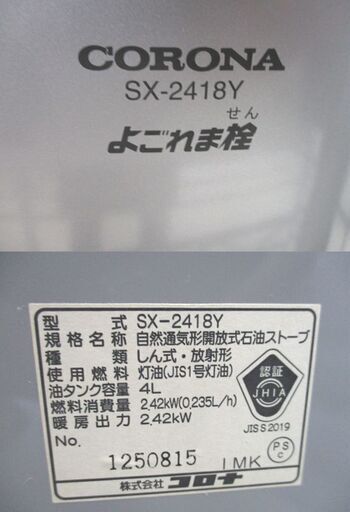 CORONA
SX-2418Y
せん
よごれま栓
型式 SX-2418Y
規格名称 自然通気形開放式石油ストーブ
種類 しん式・放射形
使用燃料 灯油(JIS1号灯油)
油タンク容量 4L
燃料消費量 2.42kW(0.235L/h)
暖房出力 2.42kW
No.
1250815 IMK
株式会社 コロナ
認証
JHIA
JIS S 2019
PS
C